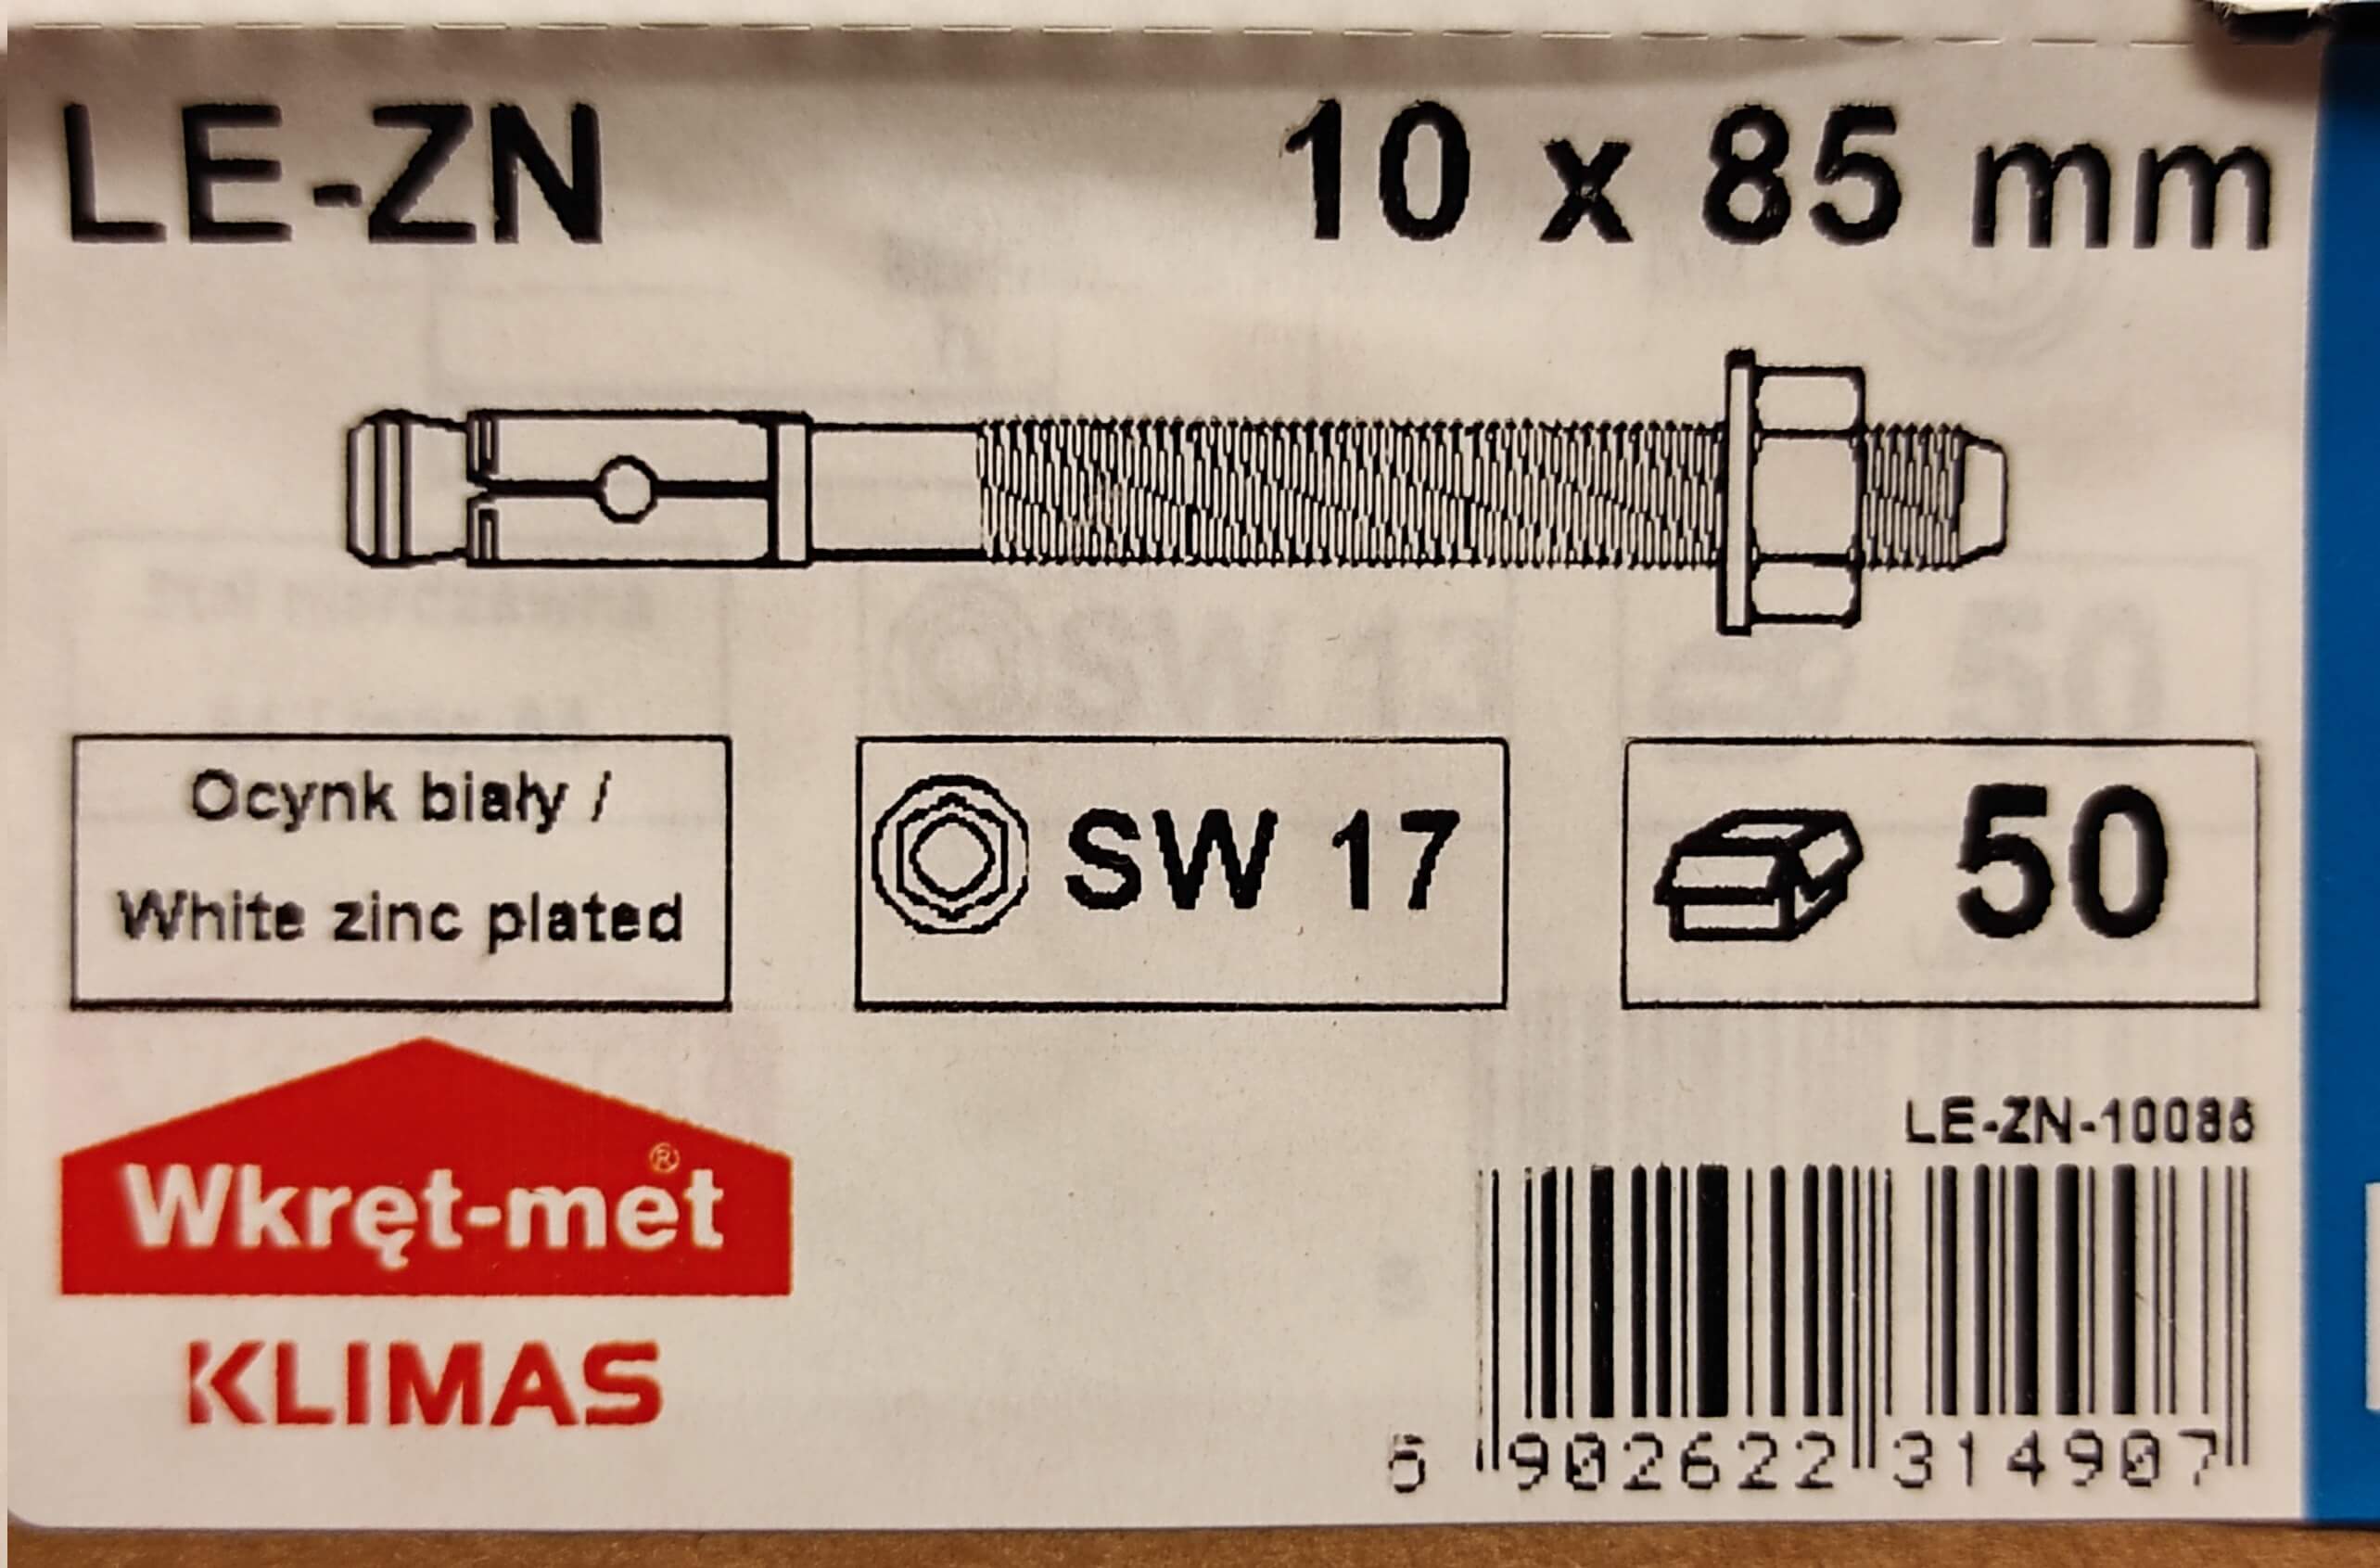 LE-ZN 10 x 85 mm
Ocynk biały /
White zinc plated
SW 17
50
LE-ZN-10085
Wkręt-met®
KLIMAS
5 902622 314907